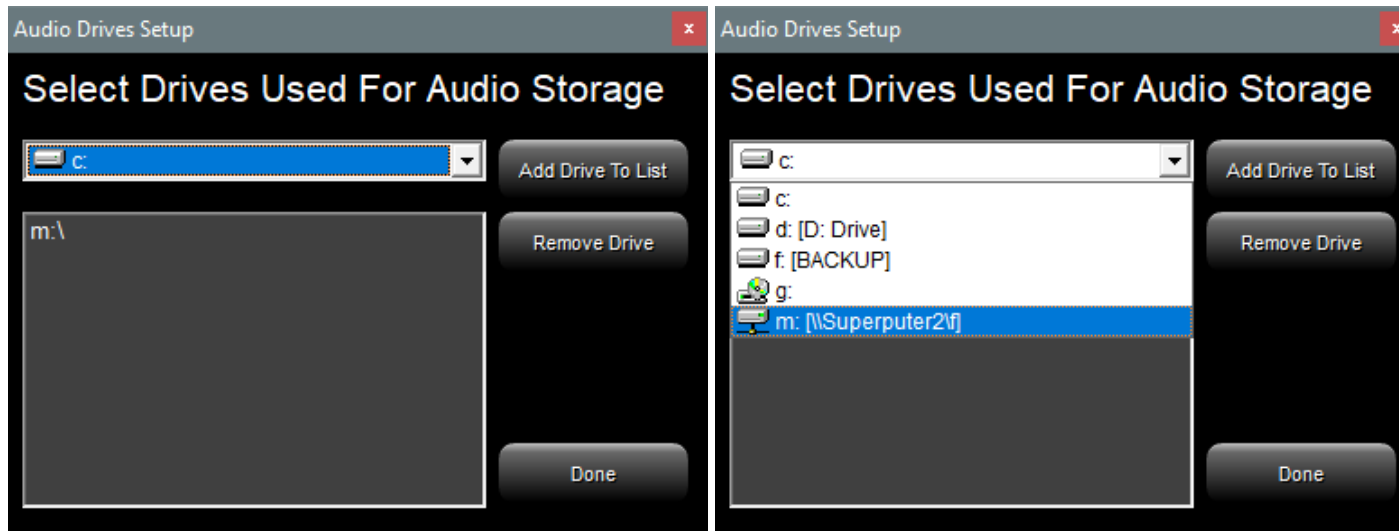 Audio Drives Setup
x
Select Drives Used For Audio Storage
c:
Add Drive To List
m:\
Remove Drive
Done
Audio Drives Setup
x
Select Drives Used For Audio Storage
c:
Add Drive To List
c:
d: [D: Drive]
Remove Drive
f: [BACKUP]
g:
m: [\\Superputer2\f]
Done